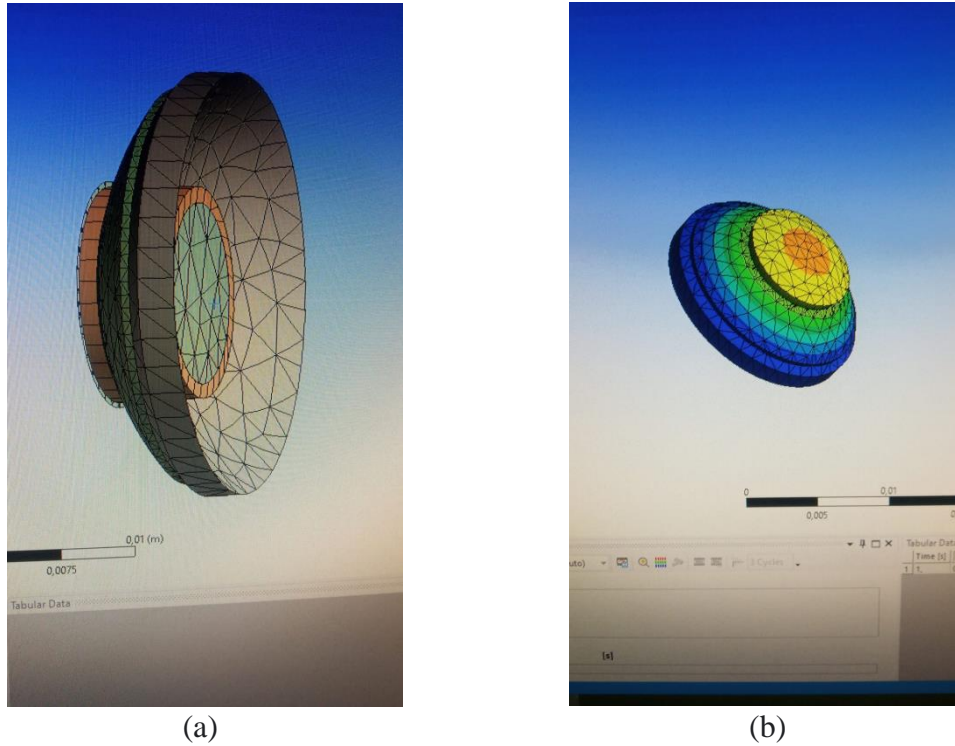 0,01 (m)
0,0075
Tabular Data
0
0,01
0,005
Tabular Data
Time [s]
1
1,
3 Cycles
[s]
(a)
(b)